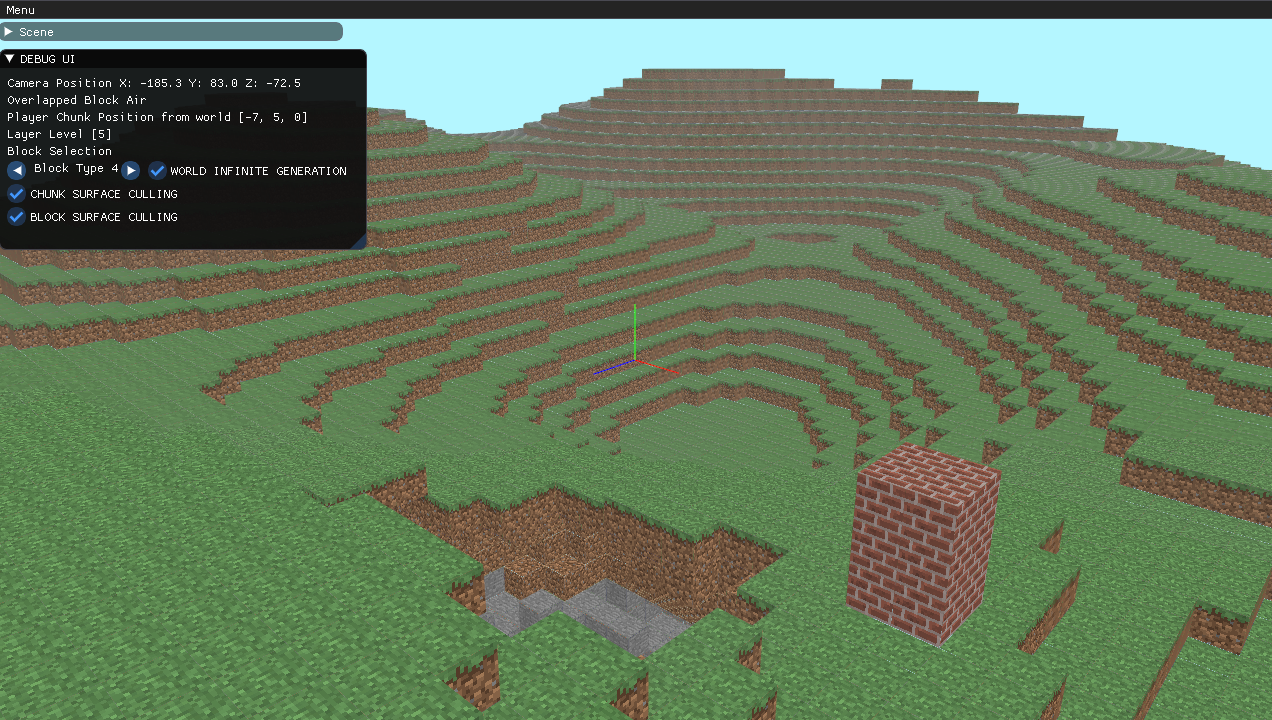 Menu
Scene
DEBUG UI
Camera Position X: -185.3 Y: 83.0 Z: -72.5
Overlapped Block Air
Player Chunk Position from world [-7, 5, 0]
Layer Level [5]
Block Selection
Block Type 4 WORLD INFINITE GENERATION
CHUNK SURFACE CULLING
BLOCK SURFACE CULLING